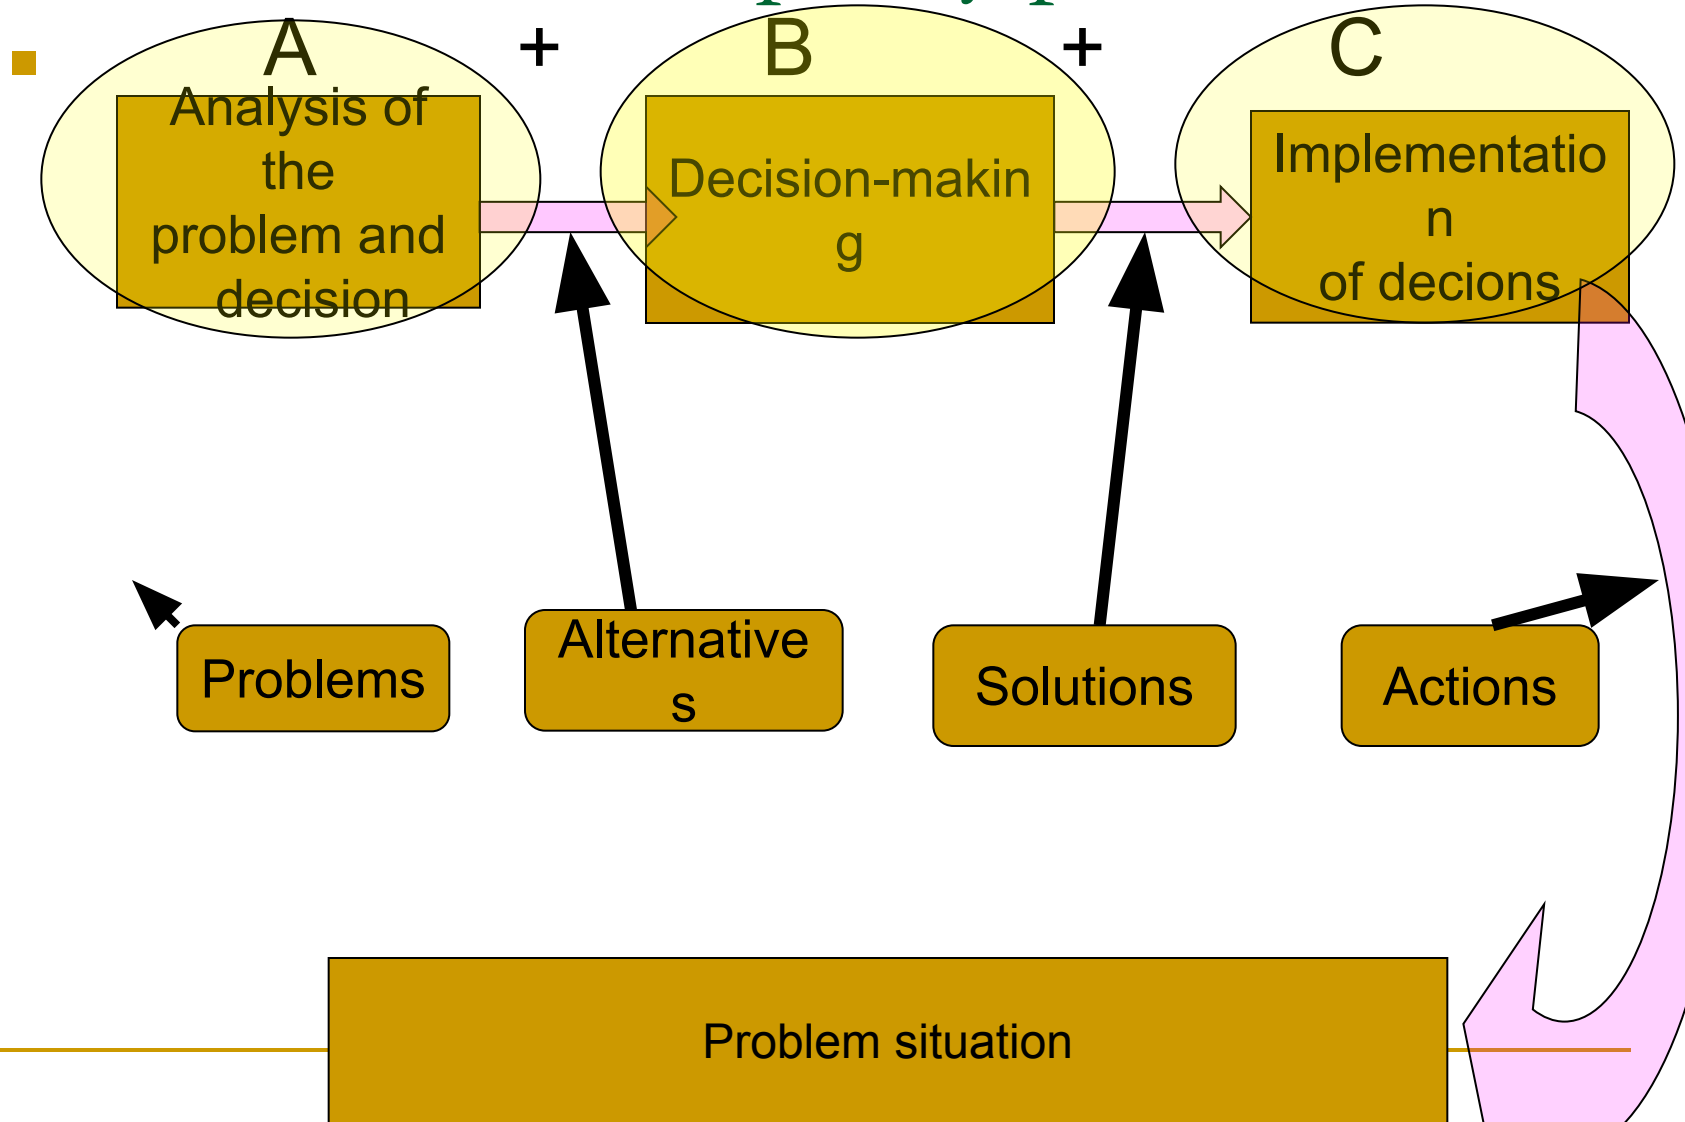 A + B + C
Analysis of
the
problem and
decision
Decision-makin
g
Implementatio
n
of decions
Problems
Alternative
s
Solutions
Actions
Problem situation